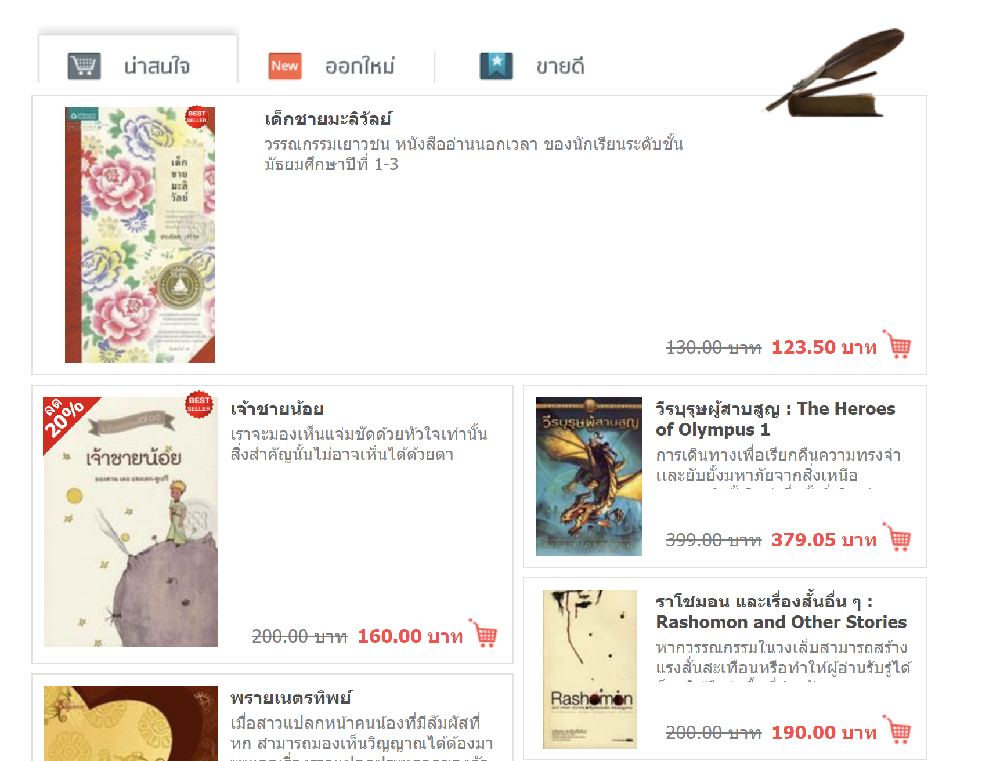 น่าสนใจ
New
ออกใหม่
ขายดี
BEST
SELLER
เด็ก
ชาย
มะลิ
วัลย์
เด็กชายมะลิวัลย์
วรรณกรรมเยาวชน หนังสืออ่านนอกเวลา ของนักเรียนระดับชั้น
มัธยมศึกษาปีที่ 1-3
130.00 บาท 123.50 บาท
ลด
20%
BEST
SELLER
เจ้าชายน้อย
เจ้าชายน้อย
เราจะมองเห็นแจ่มชัดด้วยหัวใจเท่านั้น
สิ่งสำคัญนั้นไม่อาจเห็นได้ด้วยตา
200.00 บาท 160.00 บาท
วีรบุรุษผู้สาบสูญ
วีรบุรุษผู้สาบสูญ : The Heroes
of Olympus 1
การเดินทางเพื่อเรียกคืนความทรงจำ
และยับยั้งมหาภัยจากสิ่งเหนือ
399.00 บาท 379.05 บาท
Rashomon
and other stories
ราโชมอน และเรื่องสั้นอื่น ๆ :
Rashomon and Other Stories
หากวรรณกรรมในวงเล็บสามารถสร้าง
แรงสั่นสะเทือนหรือทำให้ผู้อ่านรับรู้ได้
200.00 บาท 190.00 บาท
พรายเนตรทิพย์
เมื่อสาวแปลกหน้าคนน้องที่มีสัมผัสที่
หก สามารถมองเห็นวิญญาณได้ต้องมา